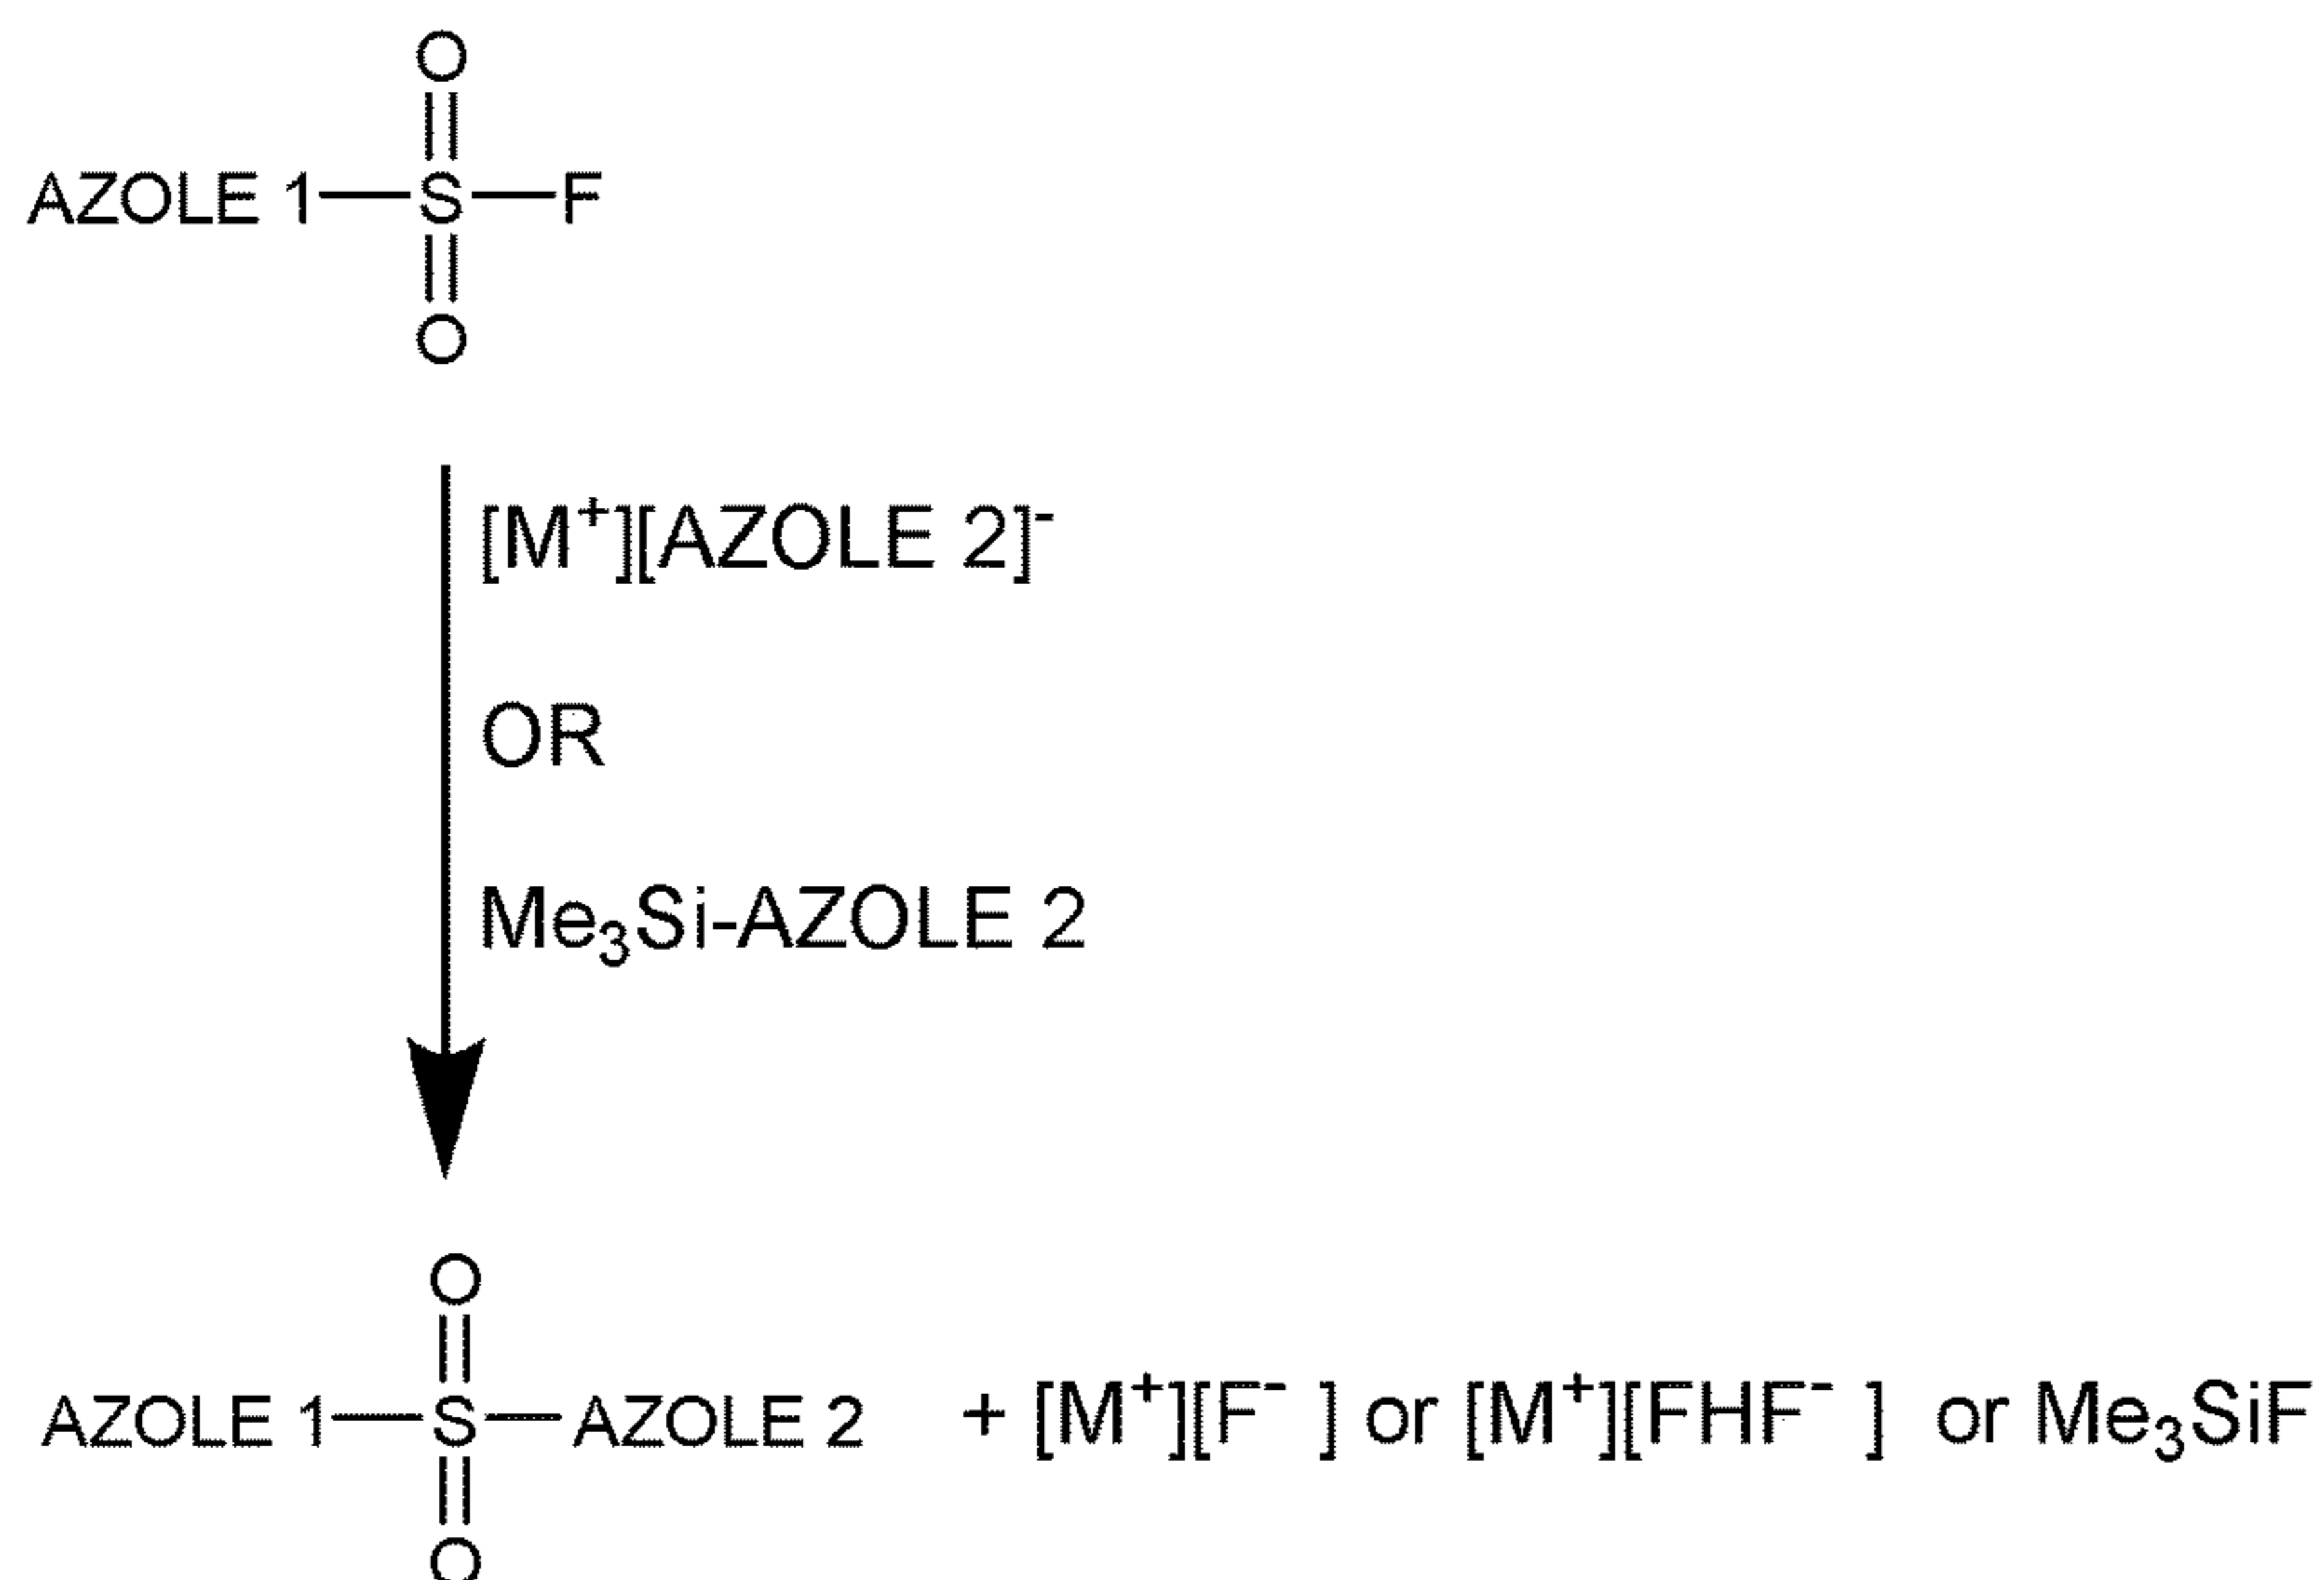 O
AZOLE 1 S F
O
[M⁺][AZOLE 2]⁻
OR
Me₃Si-AZOLE 2
O
AZOLE 1 S AZOLE 2 + [M⁺][F⁻ ] or [M⁺][FHF⁻ ] or Me₃SiF
O